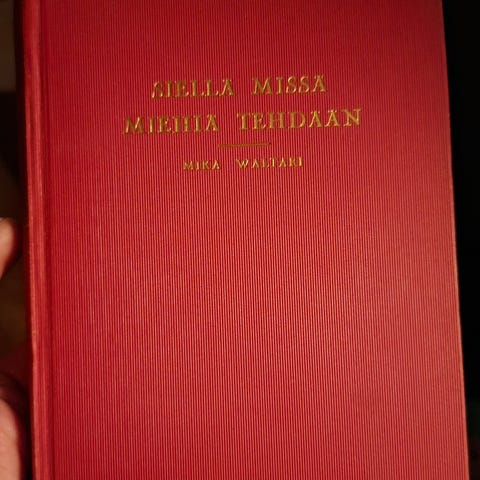 SIELLÄ MISSÄ
MIEHIÄ TEHDÄÄN
MIKA WALTARI